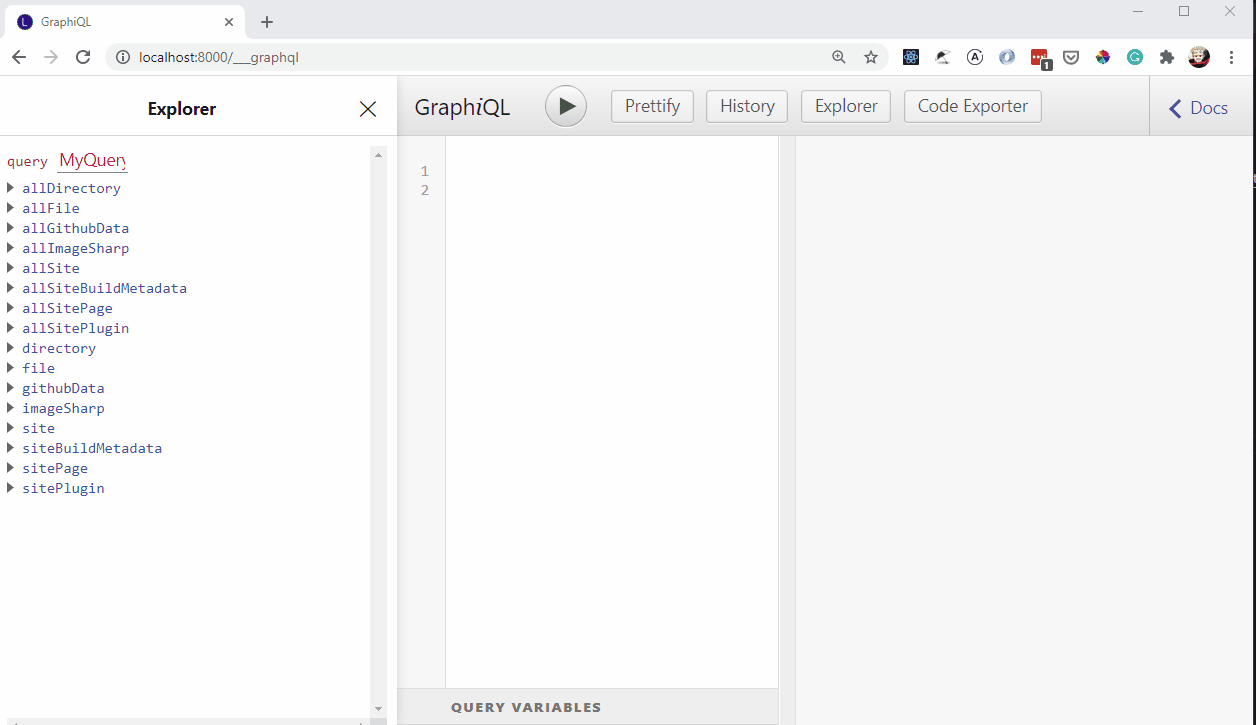 GraphiQL
localhost:8000/___graphql
1
Explorer
GraphiQL
Prettify
History
Explorer
Code Exporter
Docs
query MyQuery
allDirectory
allFile
allGithubData
allImageSharp
allSite
allSiteBuildMetadata
allSitePage
allSitePlugin
directory
file
githubData
imageSharp
site
siteBuildMetadata
sitePage
sitePlugin
1
2
QUERY VARIABLES